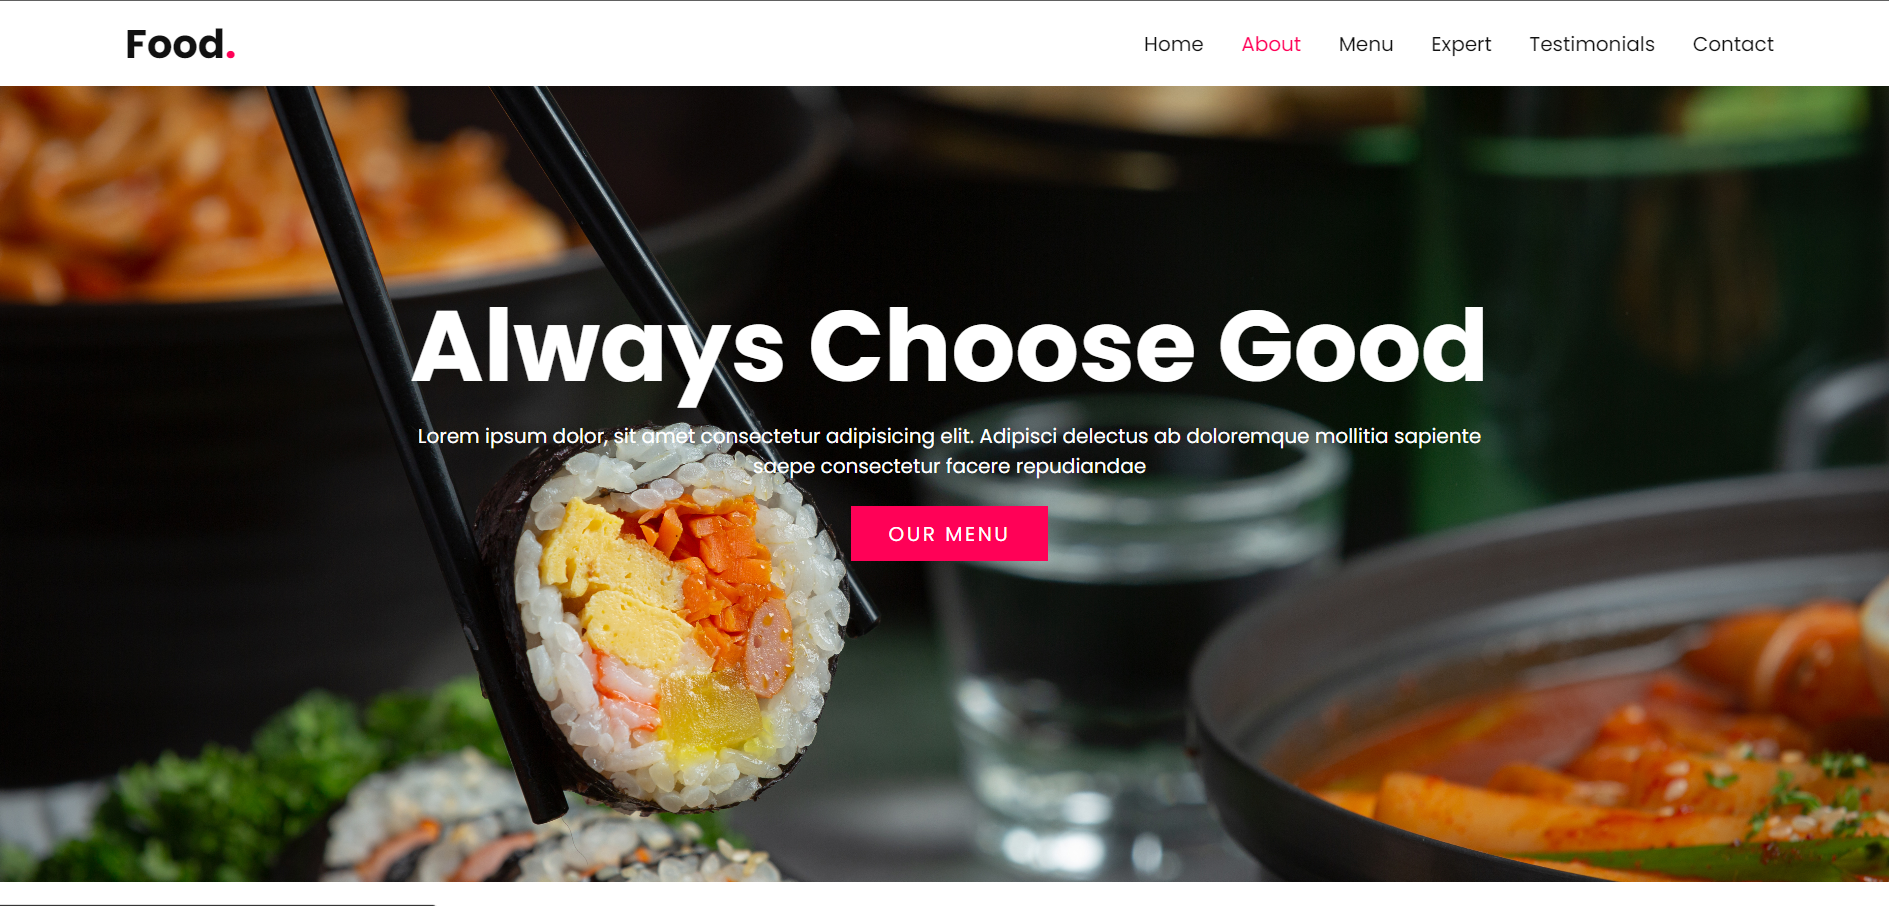 Food.
Home About Menu Expert Testimonials Contact
Always Choose Good
Lorem ipsum dolor, sit amet consectetur adipisicing elit. Adipisci delectus ab doloremque mollitia sapiente
saepe consectetur facere repudiandae
OUR MENU